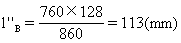 1''B = 760×128/860 = 113(mm)